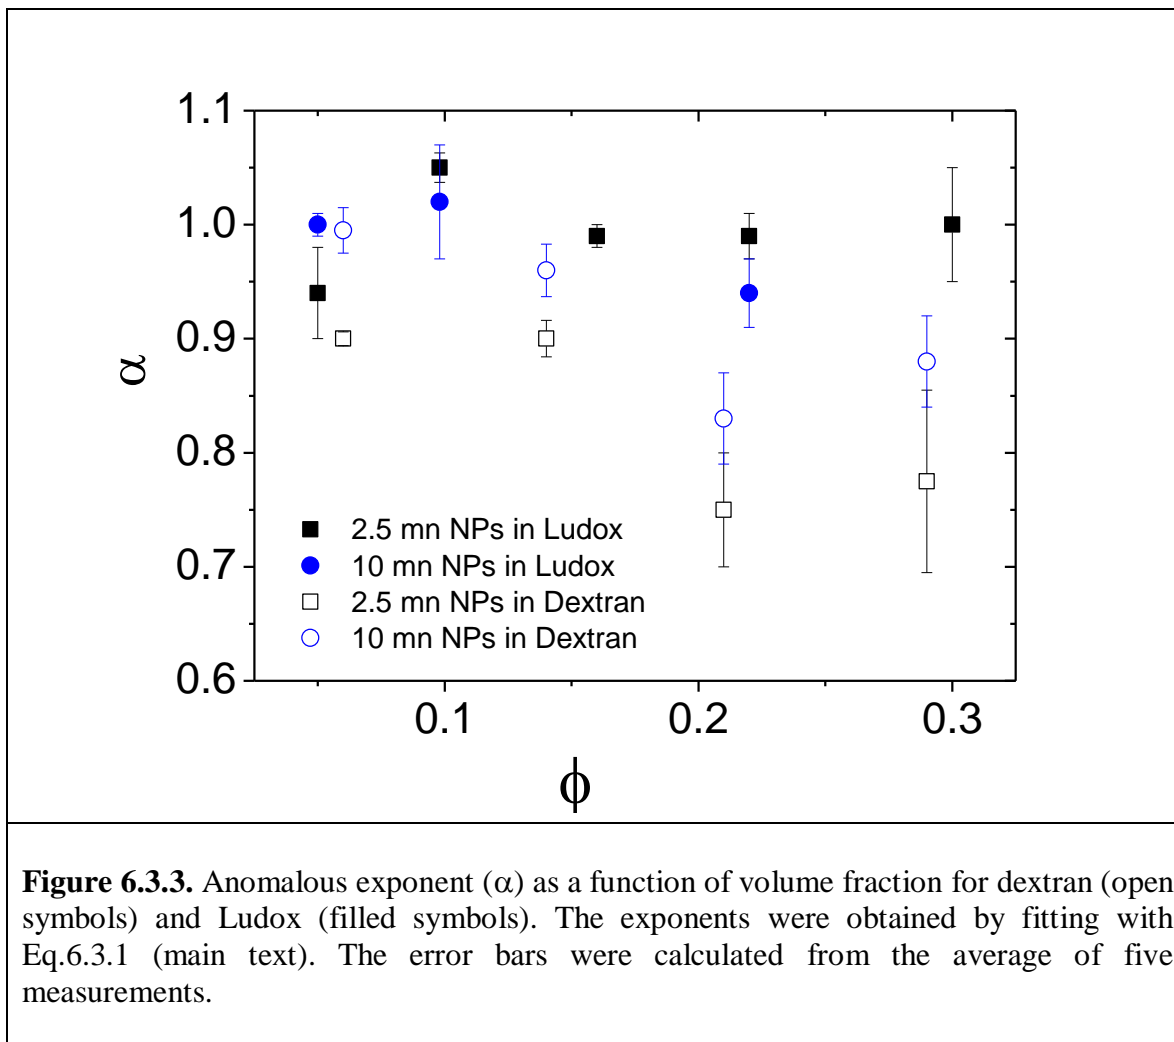 1.1
1.0
0.9
0.8
0.7
0.6
α
2.5 mn NPs in Ludox
10 mn NPs in Ludox
2.5 mn NPs in Dextran
10 mn NPs in Dextran
0.1 0.2 0.3
ϕ
Figure 6.3.3. Anomalous exponent (α) as a function of volume fraction for dextran (open
symbols) and Ludox (filled symbols). The exponents were obtained by fitting with
Eq.6.3.1 (main text). The error bars were calculated from the average of five
measurements.